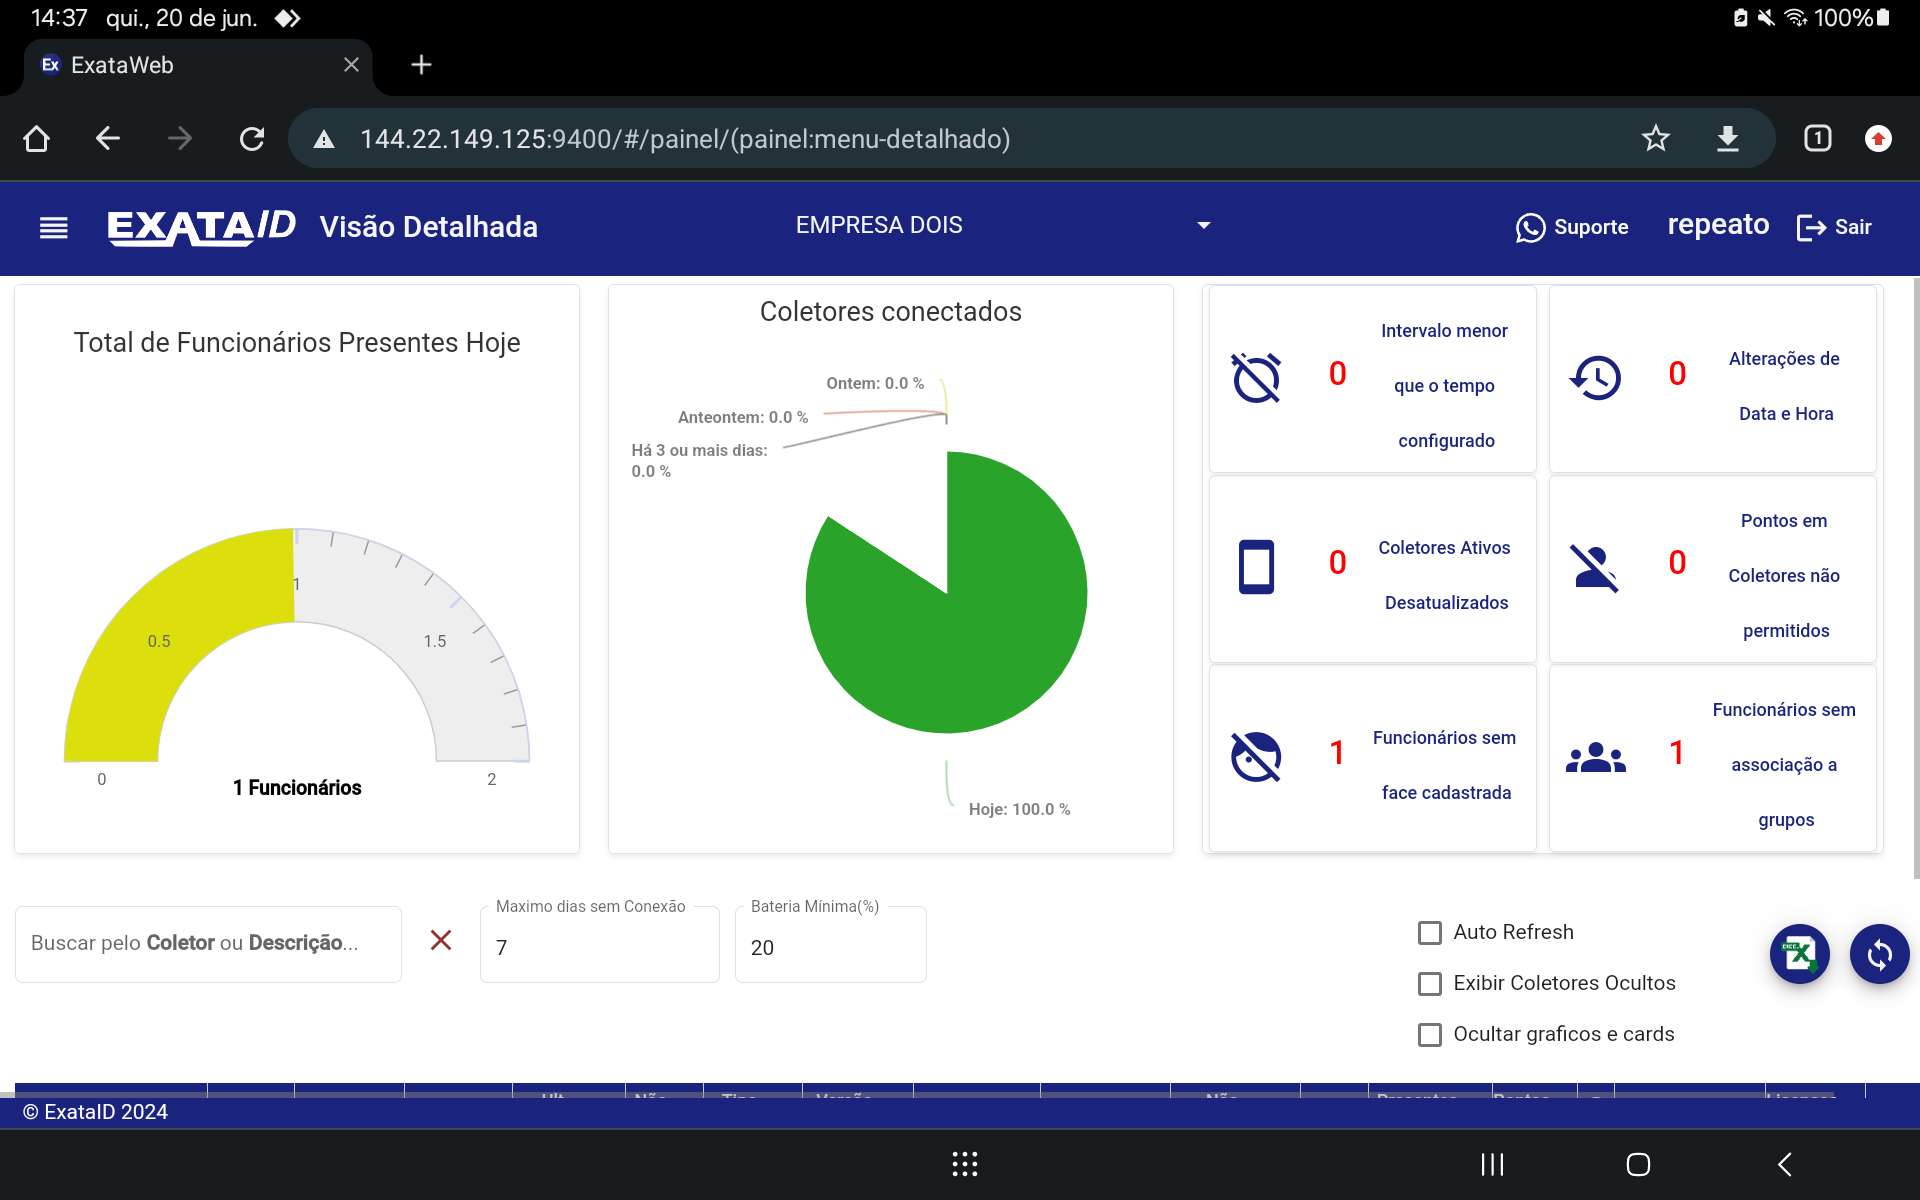 14:37 qui., 20 de jun.
100%
Ex ExataWeb
144.22.149.125:9400/#/painel/(painel:menu-detalhado)
1
EXATAID Visão Detalhada
EMPRESA DOIS
Suporte
repeato
Sair
Total de Funcionários Presentes Hoje
0
0.5
1
1.5
2
1 Funcionários
Coletores conectados
Ontem: 0.0 %
Anteontem: 0.0 %
Há 3 ou mais dias:
0.0 %
Hoje: 100.0 %
0
Intervalo menor
que o tempo
configurado
0
Alterações de
Data e Hora
0
Coletores Ativos
Desatualizados
0
Pontos em
Coletores não
permitidos
1
Funcionários sem
face cadastrada
1
Funcionários sem
associação a
grupos
Buscar pelo Coletor ou Descrição...
Maximo dias sem Conexão
7
Bateria Mínima(%)
20
Auto Refresh
Exibir Coletores Ocultos
Ocultar graficos e cards
© ExataID 2024